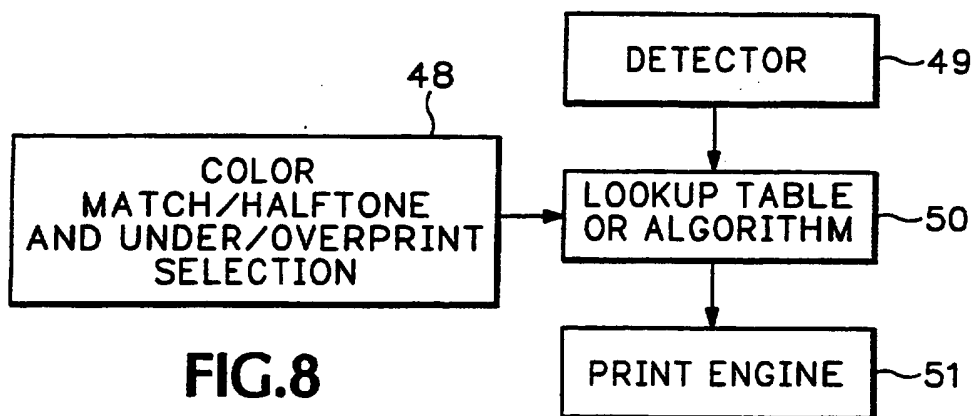 DETECTOR
49
48
COLOR
MATCH/HALFTONE
AND UNDER/OVERPRINT
SELECTION
LOOKUP TABLE
OR ALGORITHM
50
PRINT ENGINE
51
FIG.8